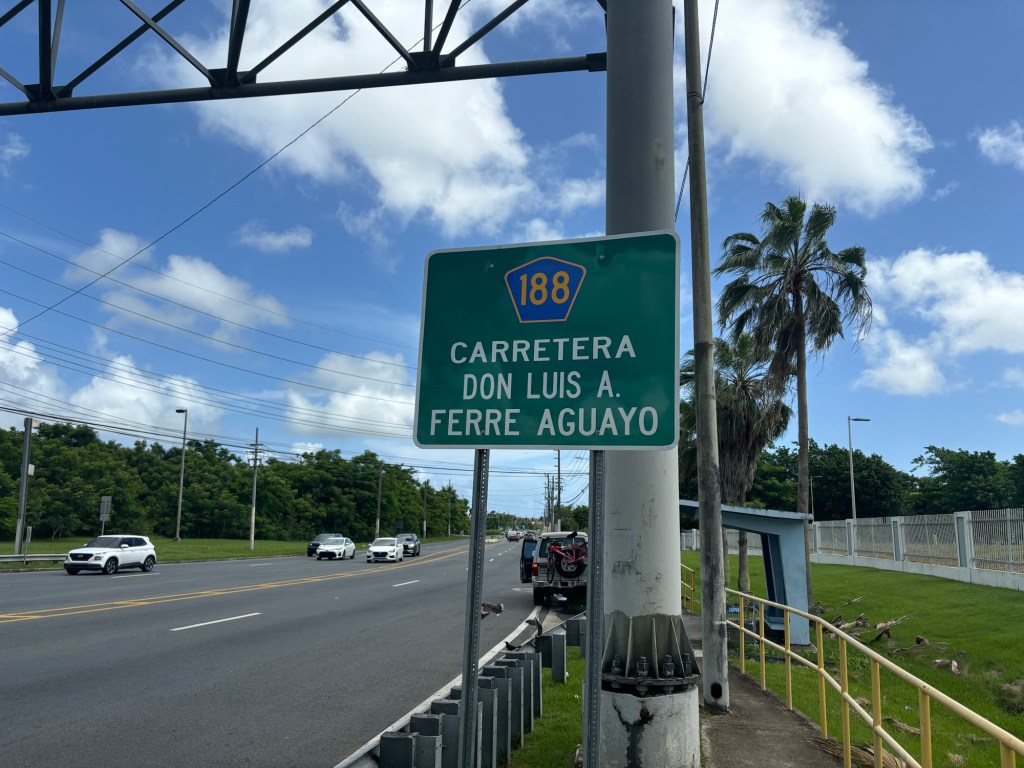 188
CARRETERA
DON LUIS A.
FERRE AGUAYO